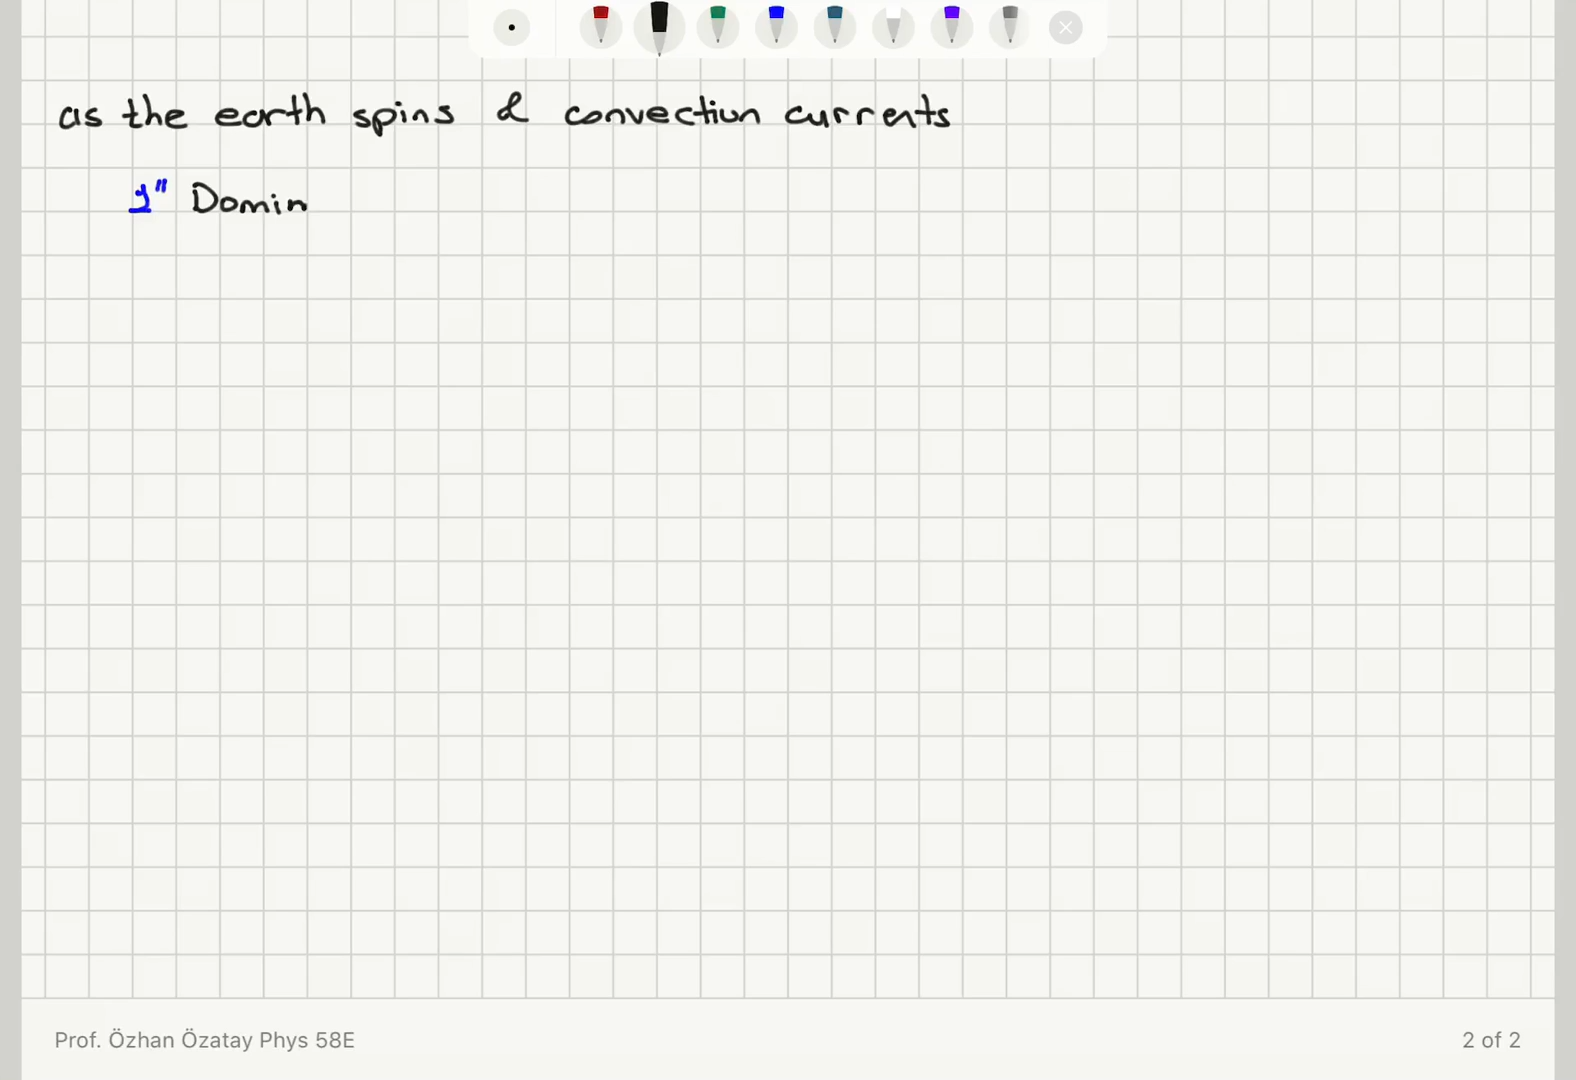 as the earth spins & convection currents
1" Domin
Prof. Özhan Özatay Phys 58E
2 of 2